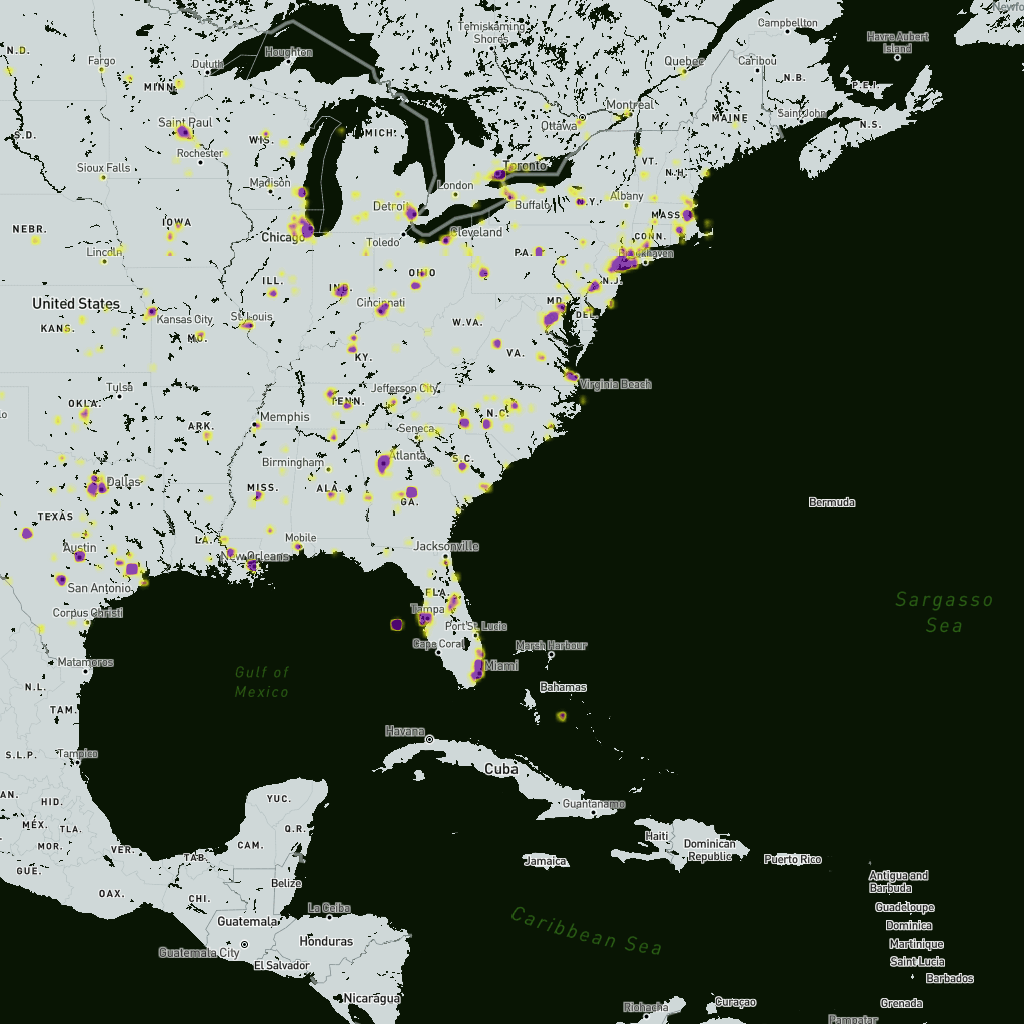 Newfo
Campbellton
Temiskaming
Shores
Havre Aubert
Island
N.D.
Houghton
Fargo
Duluth
Quebec
Caribou
N.B.
MINN.
P.E.I.
Montreal
Saint John
MAINE
Saint Paul
Ottawa
N.S.
S.D.
MICH.
WIS.
Rochester
VT.
Toronto
Sioux Falls
N.H.
Madison
London
Albany
Detroi
Buffalo
N.Y.
MASS
IOWA
NEBR.
Chicago
Cleveland
CONN.
Toledo
Lincoln
PA.
OHIO
ILL.
N.J.
United States
Cincinnati
MD.
DEL.
Kansas City
St. Louis
W.VA.
KANS.
MO.
VA.
KY.
Virginia Beach
Tulsa
Jefferson City
OKLA.
TENN.
N.C.
Memphis
ARK.
Seneca
Birmingham
Atlanta
S.C.
Dallas
MISS.
ALA.
GA.
Bermuda
TEXAS
LA.
Mobile
Austin
New Orleans
Jacksonville
San Antonio
FLA.
Sargasso
Sea
Corpus Christi
Tampa
Port St. Lucie
Cape Coral
Marsh Harbour
Matamoros
Miami
Gulf of
Mexico
Bahamas
N.L.
TAM.
Havana
S.L.P.
Tampico
Cuba
AN.
HID.
YUC.
Guantanamo
MÉX.
TLA.
Q.R.
Haiti
MOR.
CAM.
Dominican
Republic
VER.
TAB.
Jamaica
Puerto Rico
GUE.
Antigua and
Barbuda
Belize
OAX.
CHI.
La Ceiba
Guadeloupe
Guatemala
Caribbean Sea
Dominica
Honduras
Martinique
Guatemala City
El Salvador
Saint Lucia
Barbados
Nicaragua
Curaçao
Grenada
Riohacha
Pampatar